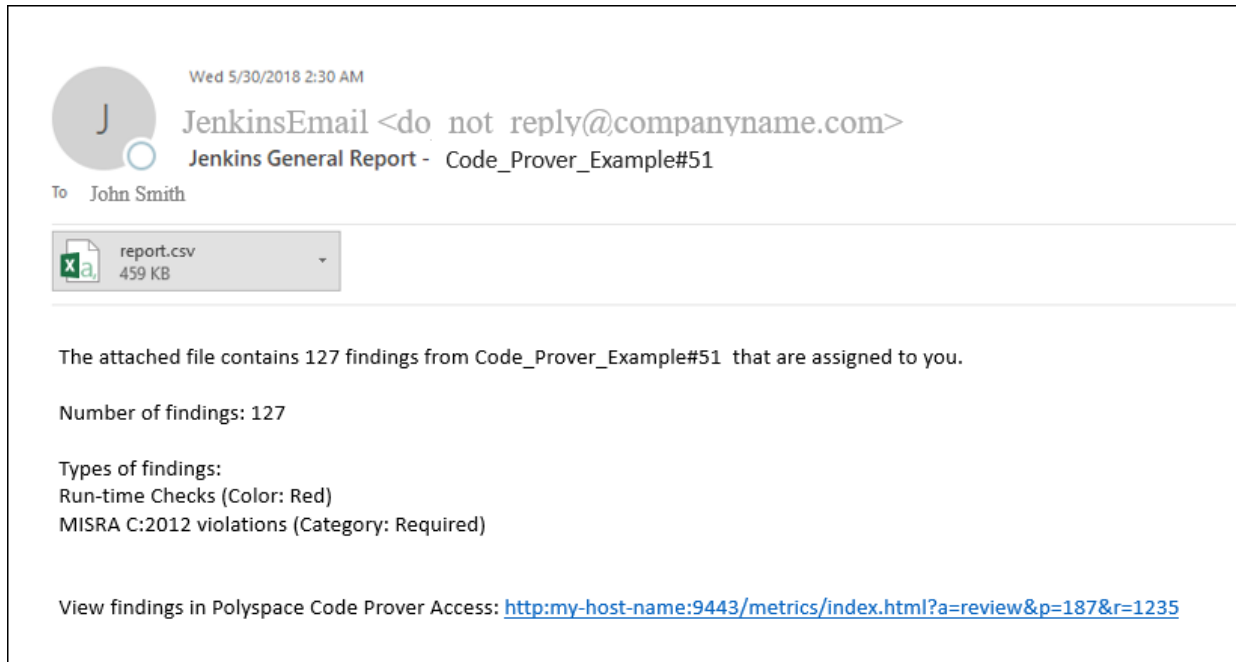 Wed 5/30/2018 2:30 AM
J
JenkinsEmail <do_not_reply@companyname.com>
Jenkins General Report - Code_Prover_Example#51
To John Smith
report.csv
459 KB
The attached file contains 127 findings from Code_Prover_Example#51 that are assigned to you.
Number of findings: 127
Types of findings:
Run-time Checks (Color: Red)
MISRA C:2012 violations (Category: Required)
View findings in Polyspace Code Prover Access: http:my-host-name:9443/metrics/index.html?a=review&p=187&r=1235